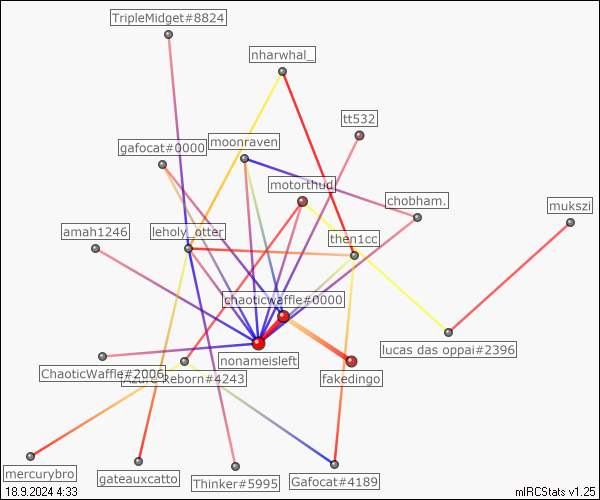 TripleMidget#8824
nharwhal_
tt532
moonraven
gafocat#0000
motorthud
chobham.
mukszi
amah1246
leholy_otter
then1cc
chaoticwaffle#0000
lucas das oppai#2396
nonameisleft
ChaoticWaffle#2006
Azure Reborn#4243
fakedingo
mercurybro
gateauxcatto
Thinker#5995
Gafocat#4189
18.9.2024 4:33
mIRCStats v1.25